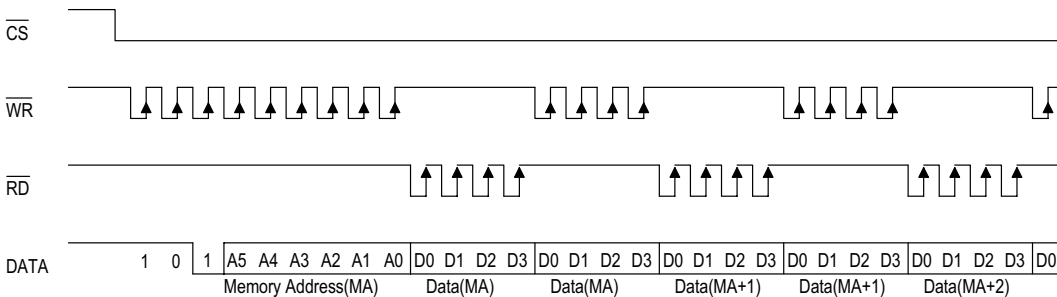 CS
WR
RD
DATA 1 0 1 A5 A4 A3 A2 A1 A0 D0 D1 D2 D3 D0 D1 D2 D3 D0 D1 D2 D3 D0 D1 D2 D3 D0 D1 D2 D3 D0
Memory Address(MA) Data(MA) Data(MA) Data(MA+1) Data(MA+1) Data(MA+2)